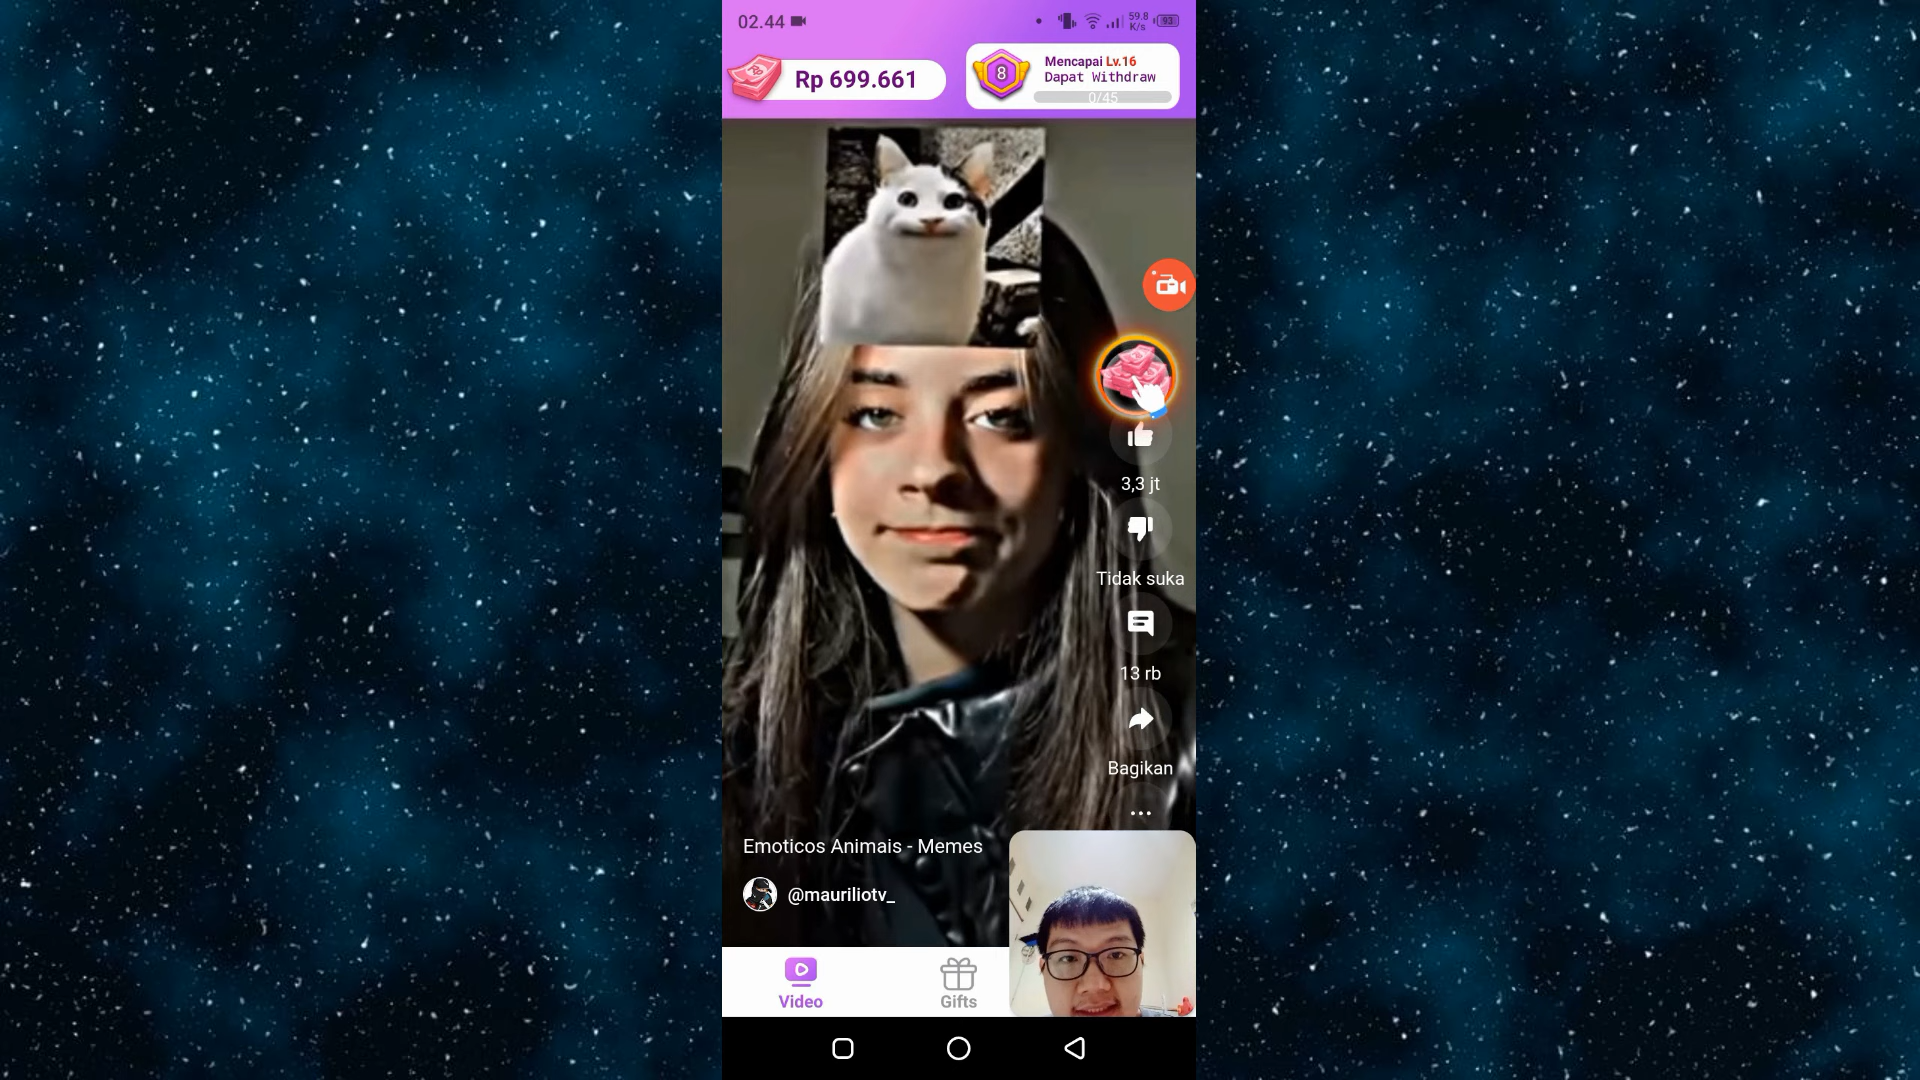 02.44
59.8
K/s
93
Rp 699.661
8
Mencapai Lv.16
Dapat Withdraw
0/45
3,3 jt
Tidak suka
13 rb
Bagikan
Emoticos Animais - Memes
@mauriliotv_
Video
Gifts